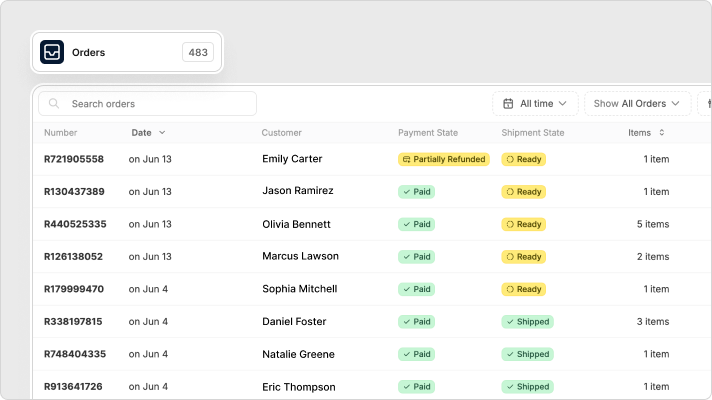 Orders 483
Search orders All time Show All Orders
Number Date Customer Payment State Shipment State Items
R721905558 on Jun 13 Emily Carter Partially Refunded Ready 1 item
R130437389 on Jun 13 Jason Ramirez Paid Ready 1 item
R440525335 on Jun 13 Olivia Bennett Paid Ready 5 items
R126138052 on Jun 13 Marcus Lawson Paid Ready 2 items
R179999470 on Jun 4 Sophia Mitchell Paid Ready 1 item
R338197815 on Jun 4 Daniel Foster Paid Shipped 3 items
R748404335 on Jun 4 Natalie Greene Paid Shipped 1 item
R913641726 on Jun 4 Eric Thompson Paid Shipped 1 item